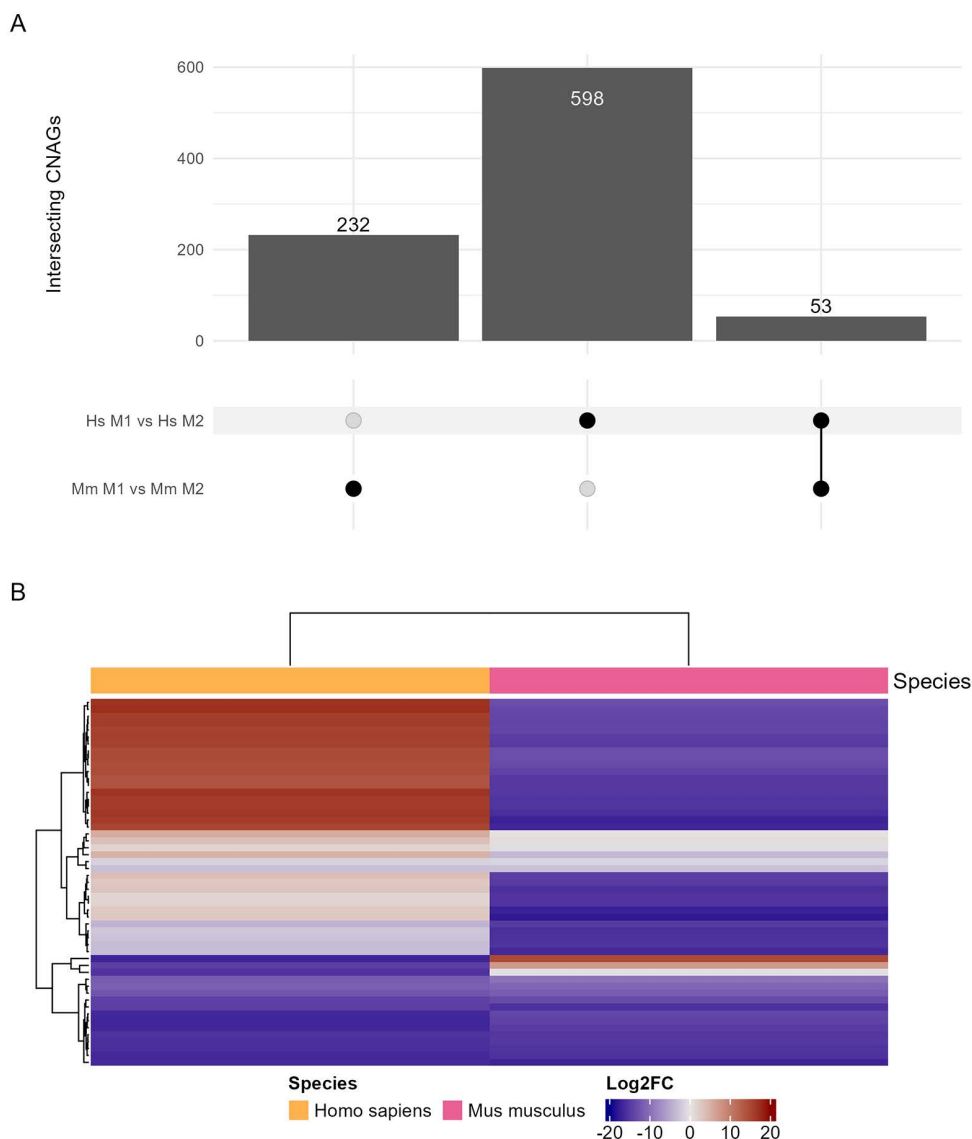 A
Intersecting CNAGs
600
400
200
0
232
598
53
Hs M1 vs Hs M2
Mm M1 vs Mm M2
B
Species
Species
Homo sapiens
Mus musculus
Log2FC
-20 -10 0 10 20